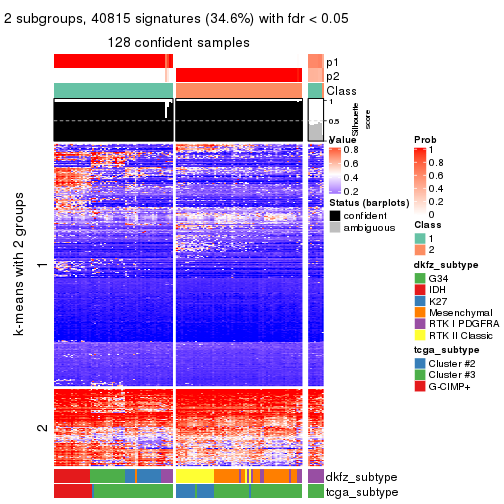 2 subgroups, 40815 signatures (34.6%) with fdr < 0.05
128 confident samples
p1
p2
Class
1
0.5
0
Silhouette
score
k-means with 2 groups
1
2
dkfz_subtype
tcga_subtype
Value
0.8
0.6
0.4
0.2
Status (barplots)
confident
ambiguous
Prob
1
0.8
0.6
0.4
0.2
0
Class
1
2
dkfz_subtype
G34
IDH
K27
Mesenchymal
RTK I PDGFRA
RTK II Classic
tcga_subtype
Cluster #2
Cluster #3
G-CIMP+